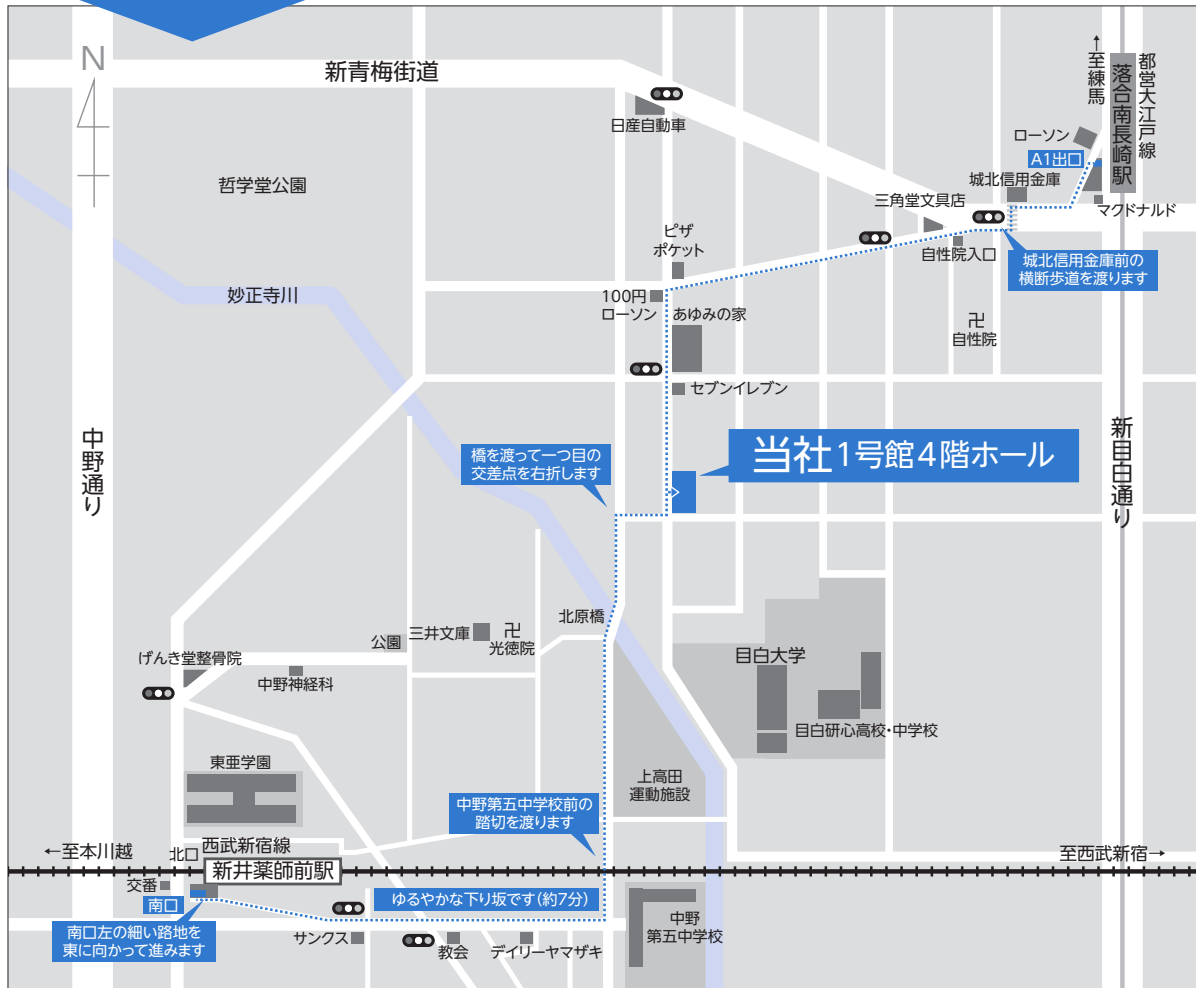 N
新青梅街道
日産自動車
↑至練馬
落合南長崎駅
都営大江戸線
ローソン
A1出口
城北信用金庫
マクドナルド
哲学堂公園
三角堂文具店
自性院入口
城北信用金庫前の
横断歩道を渡ります
ピザ
ポケット
妙正寺川
100円
ローソン
あゆみの家
卍
自性院
セブンイレブン
中野通り
新目白通り
橋を渡って一つ目の
交差点を右折します
当社1号館4階ホール
北原橋
公園
三井文庫
卍
光徳院
げんき堂整骨院
中野神経科
目白大学
目白研心高校・中学校
東亜学園
上高田
運動施設
中野第五中学校前の
踏切を渡ります
←至本川越
北口
西武新宿線
至西武新宿→
新井薬師前駅
交番
南口
ゆるやかな下り坂です(約7分)
南口左の細い路地を
東に向かって進みます
サンクス
教会
デイリーヤマザキ
中野
第五中学校